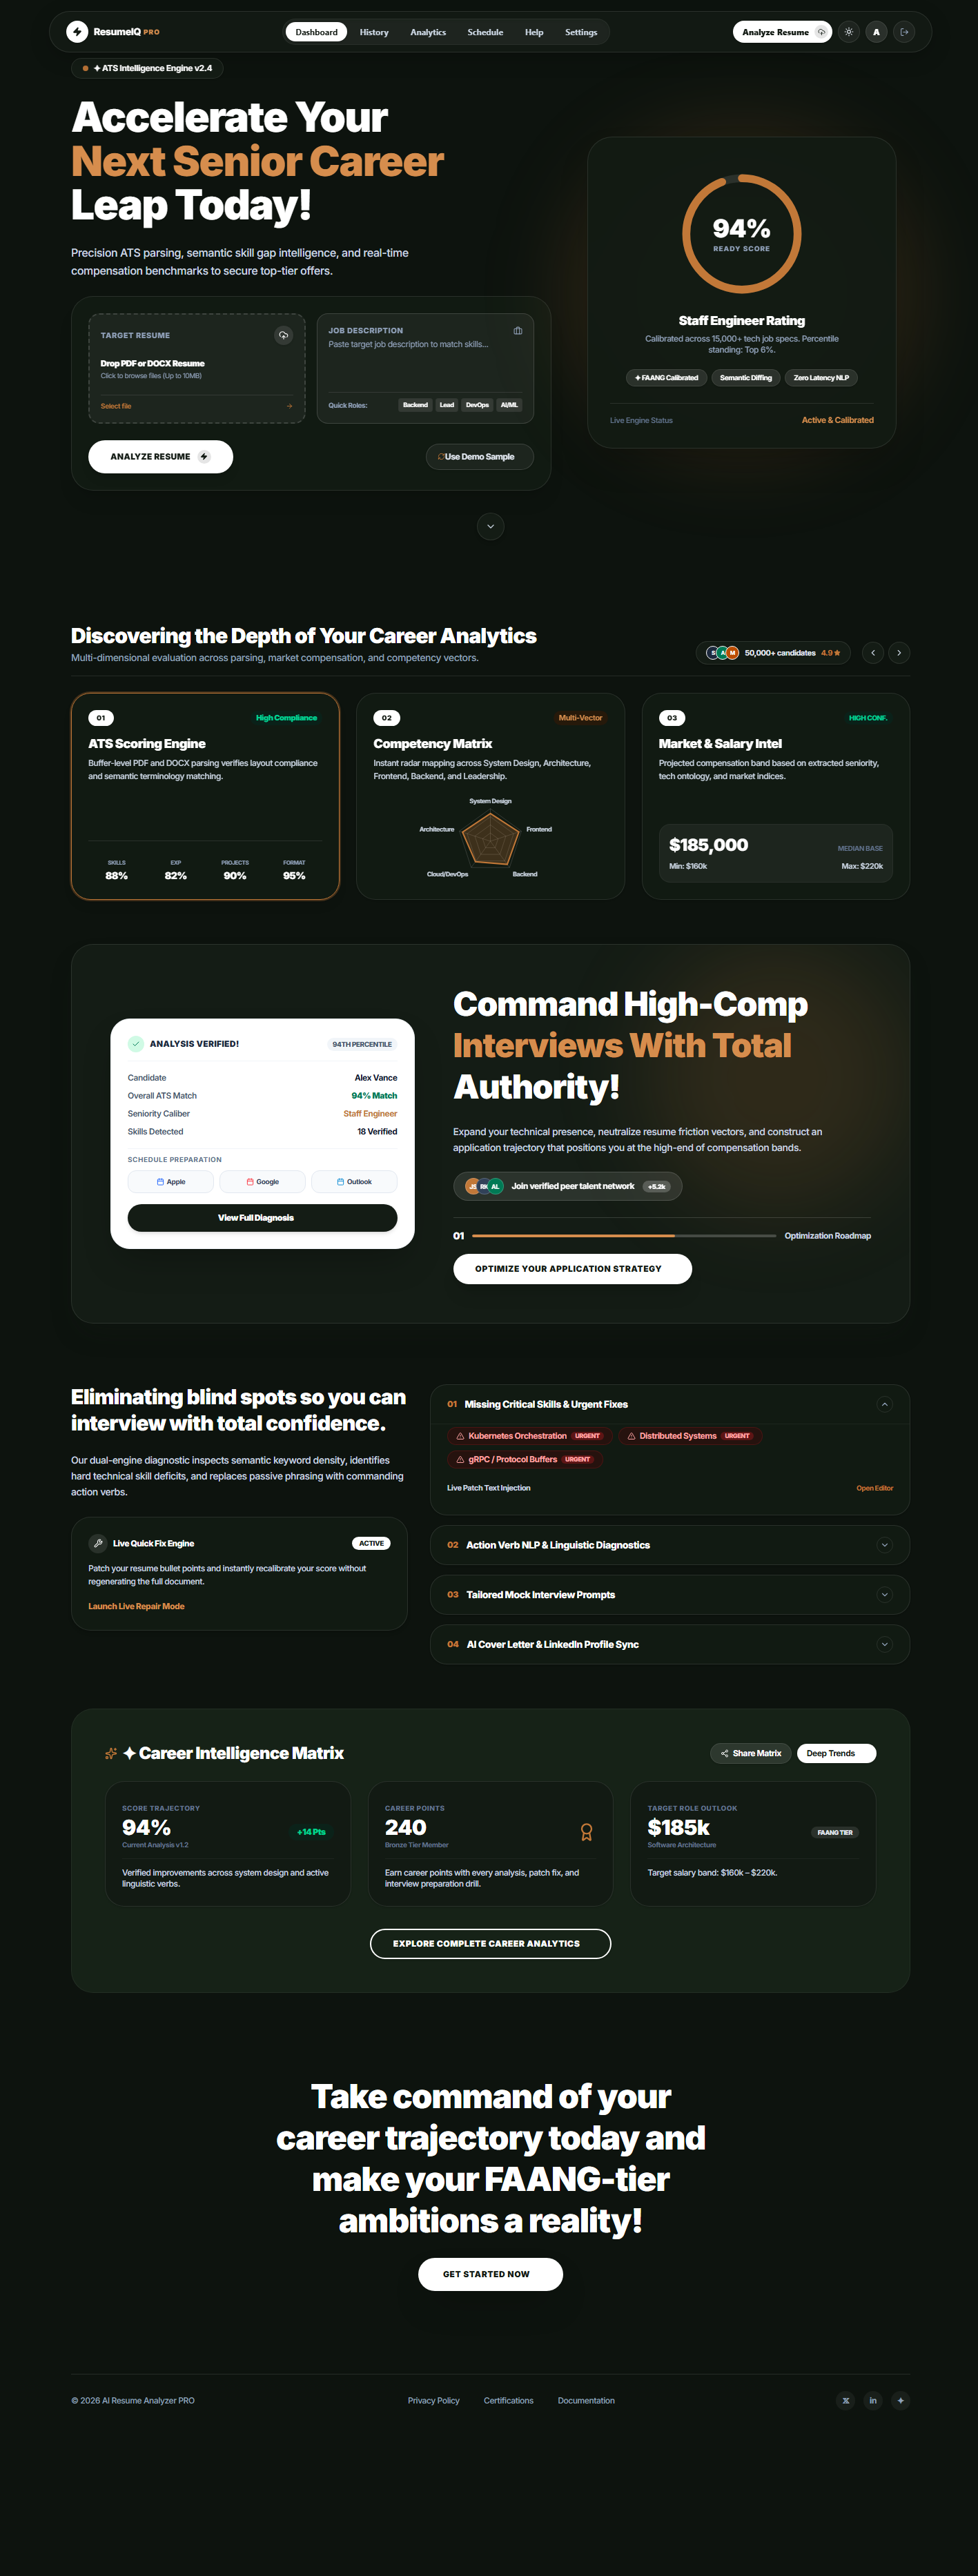 ResumeIQ PRO
Dashboard
History
Analytics
Schedule
Help
Settings
Analyze Resume
A
✦ ATS Intelligence Engine v2.4
Accelerate Your
Next Senior Career
Leap Today!
Precision ATS parsing, semantic skill gap intelligence, and real-time
compensation benchmarks to secure top-tier offers.
TARGET RESUME
Drop PDF or DOCX Resume
Click to browse files (Up to 10MB)
Select file →
JOB DESCRIPTION
Paste target job description to match skills...
Quick Roles:
Backend
Lead
DevOps
AI/ML
ANALYZE RESUME
Use Demo Sample
94%
READY SCORE
Staff Engineer Rating
Calibrated across 15,000+ tech job specs. Percentile
standing: Top 6%.
✦ FAANG Calibrated
Semantic Diffing
Zero Latency NLP
Live Engine Status
Active & Calibrated
Discovering the Depth of Your Career Analytics
Multi-dimensional evaluation across parsing, market compensation, and competency vectors.
S
A
M
50,000+ candidates 4.9★
01
High Compliance
ATS Scoring Engine
Buffer-level PDF and DOCX parsing verifies layout compliance
and semantic terminology matching.
SKILLS
EXP
PROJECTS
FORMAT
88%
82%
90%
95%
02
Multi-Vector
Competency Matrix
Instant radar mapping across System Design, Architecture,
Frontend, Backend, and Leadership.
System Design
Architecture
Frontend
Cloud/DevOps
Backend
03
HIGH CONF.
Market & Salary Intel
Projected compensation band based on extracted seniority,
tech ontology, and market indices.
$185,000
MEDIAN BASE
Min: $160k
Max: $220k
ANALYSIS VERIFIED!
94TH PERCENTILE
Candidate
Alex Vance
Overall ATS Match
94% Match
Seniority Caliber
Staff Engineer
Skills Detected
18 Verified
SCHEDULE PREPARATION
Apple
Google
Outlook
View Full Diagnosis
Command High-Comp
Interviews With Total
Authority!
Expand your technical presence, neutralize resume friction vectors, and construct an
application trajectory that positions you at the high-end of compensation bands.
JS
RK
AL
Join verified peer talent network
+5.2k
01
Optimization Roadmap
OPTIMIZE YOUR APPLICATION STRATEGY
Eliminating blind spots so you can
interview with total confidence.
Our dual-engine diagnostic inspects semantic keyword density, identifies
hard technical skill deficits, and replaces passive phrasing with commanding
action verbs.
Live Quick Fix Engine
ACTIVE
Patch your resume bullet points and instantly recalibrate your score without
regenerating the full document.
Launch Live Repair Mode
01 Missing Critical Skills & Urgent Fixes
Kubernetes Orchestration URGENT
Distributed Systems URGENT
gRPC / Protocol Buffers URGENT
Live Patch Text Injection
Open Editor
02 Action Verb NLP & Linguistic Diagnostics
03 Tailored Mock Interview Prompts
04 AI Cover Letter & LinkedIn Profile Sync
✦ Career Intelligence Matrix
Share Matrix
Deep Trends
SCORE TRAJECTORY
94%
Current Analysis v1.2
+14 Pts
Verified improvements across system design and active
linguistic verbs.
CAREER POINTS
240
Bronze Tier Member
Earn career points with every analysis, patch fix, and
interview preparation drill.
TARGET ROLE OUTLOOK
$185k
Software Architecture
FAANG TIER
Target salary band: $160k – $220k.
EXPLORE COMPLETE CAREER ANALYTICS
Take command of your
career trajectory today and
make your FAANG-tier
ambitions a reality!
GET STARTED NOW
© 2026 AI Resume Analyzer PRO
Privacy Policy
Certifications
Documentation
𝕏
in
✦